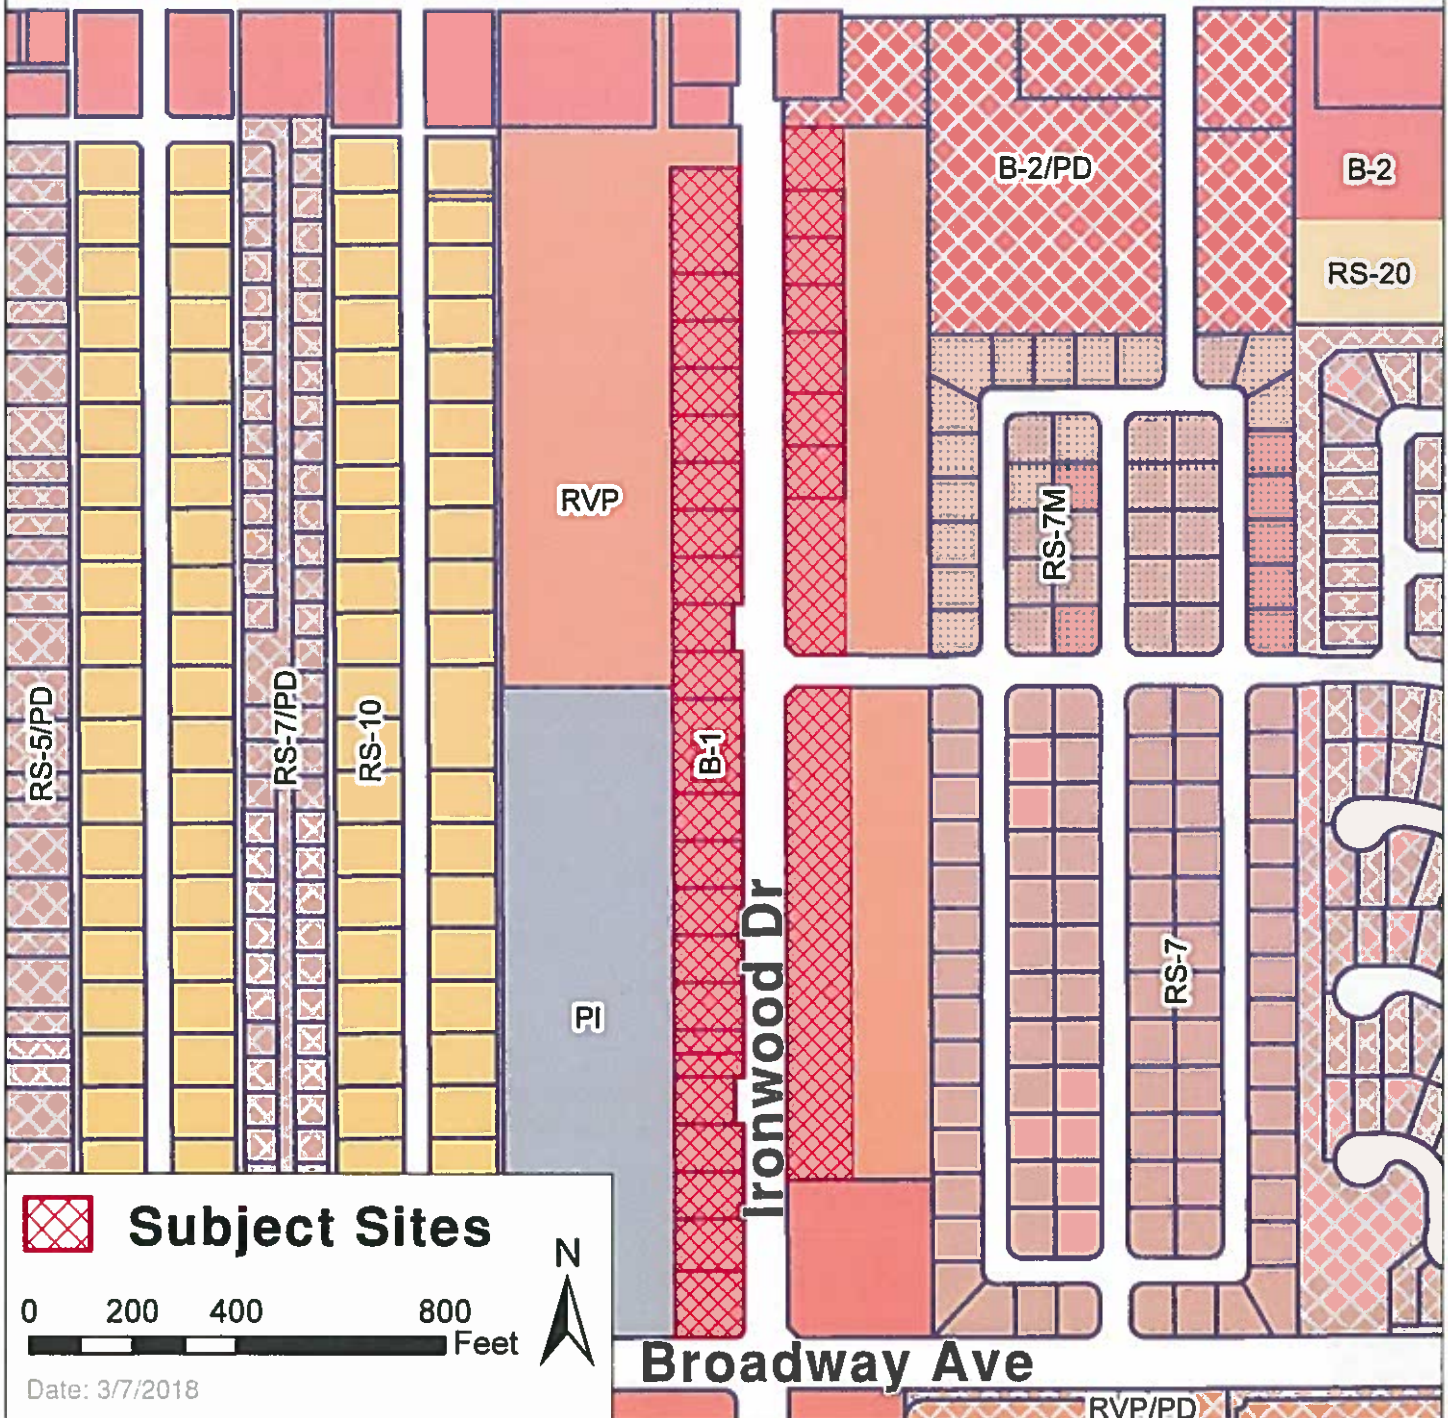 B-2/PD
B-2
RS-20
RVP
RS-7M
RS-5/PD
RS-7/PD
RS-10
B-1
RS-7
PI
Ironwood Dr
Subject Sites
N
0 200 400 800
Feet
Date: 3/7/2018
Broadway Ave
RVP/PD